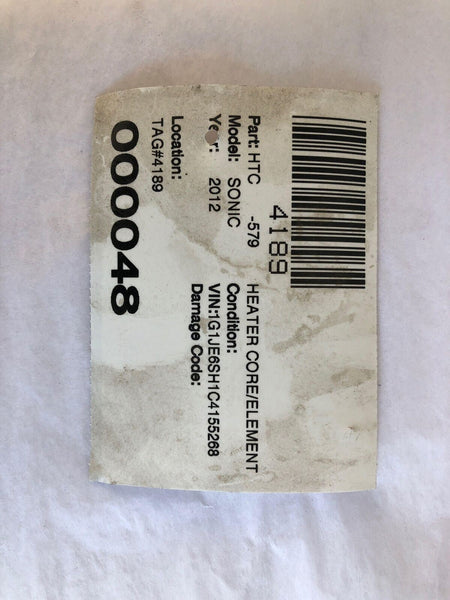 4189
Part: HTC -579 HEATER CORE/ELEMENT
Model: SONIC Condition:
Year: 2012 VIN:1G1JE6SH1C4155268
Damage Code:
Location:
TAG#4189
000048